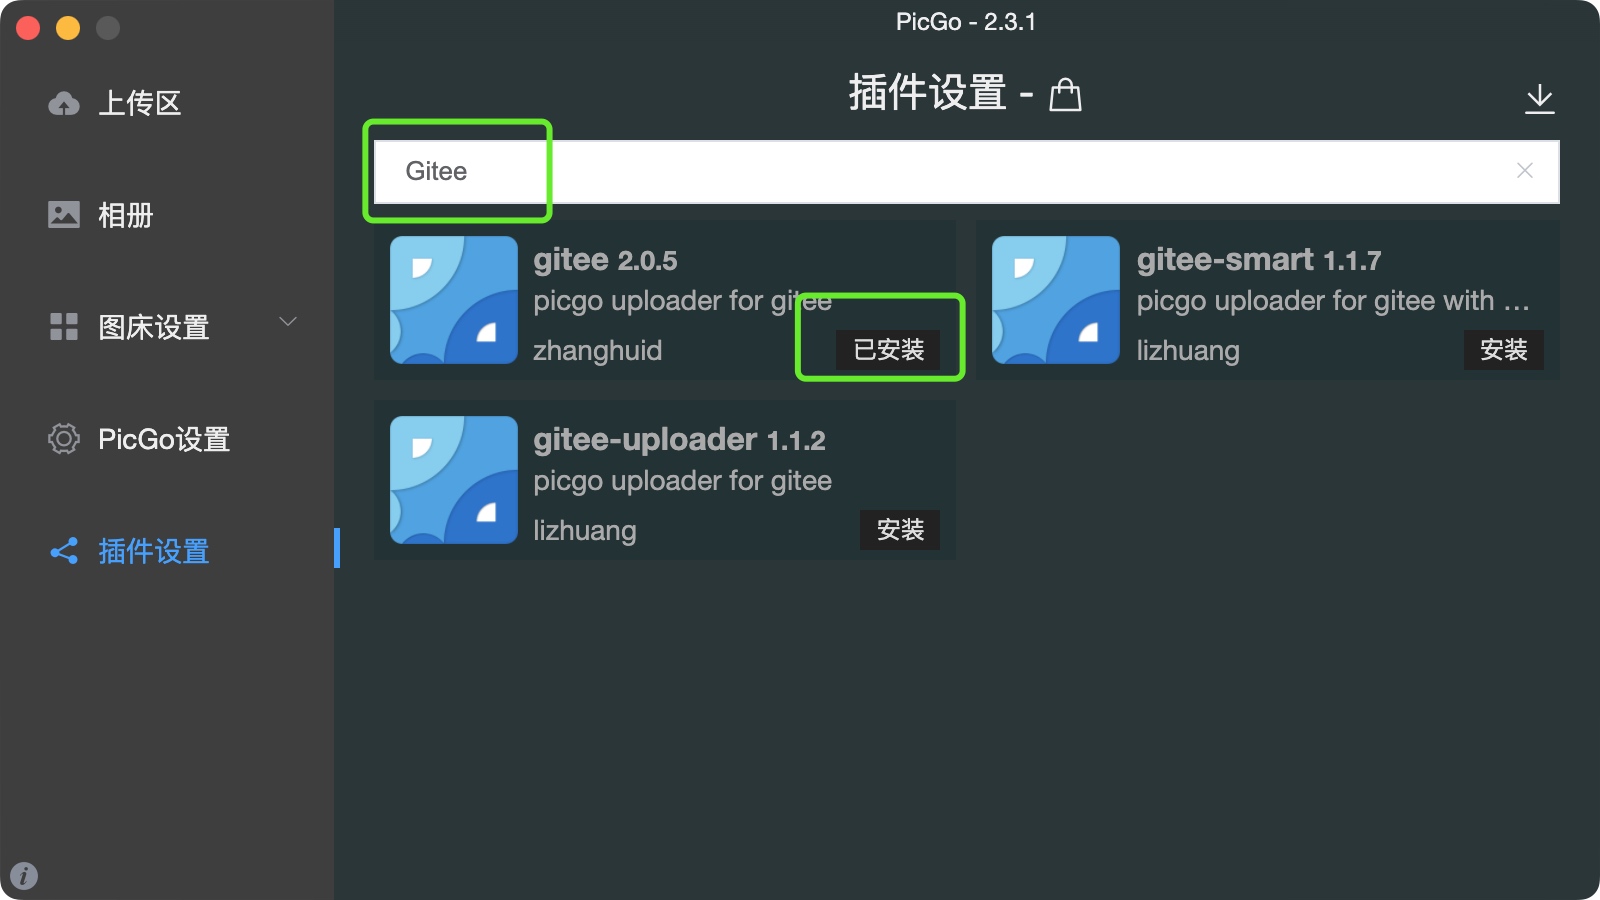 PicGo - 2.3.1
上传区
相册
图床设置
PicGo设置
插件设置
插件设置 -
Gitee
gitee 2.0.5
picgo uploader for gitee
zhanghuid
已安装
gitee-smart 1.1.7
picgo uploader for gitee with ...
lizhuang
安装
gitee-uploader 1.1.2
picgo uploader for gitee
lizhuang
安装